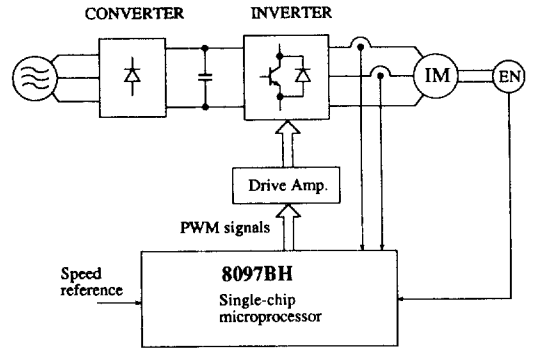 CONVERTER
INVERTER
IM
EN
Drive Amp.
PWM signals
8097BH
Single-chip
microprocessor
Speed
reference